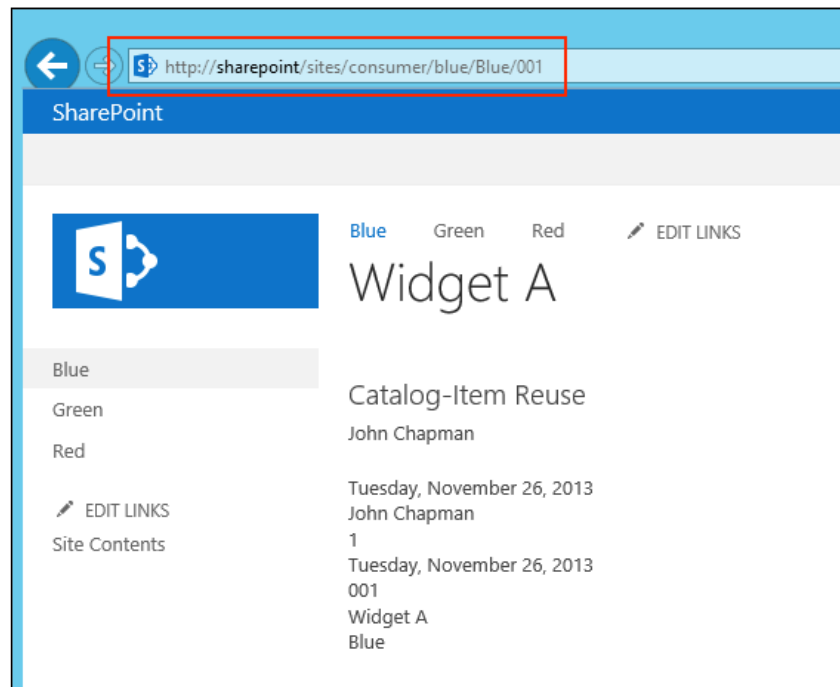 http://sharepoint/sites/consumer/blue/Blue/001
SharePoint
S
Blue Green Red EDIT LINKS
Widget A
Blue
Green
Red
EDIT LINKS
Site Contents
Catalog-Item Reuse
John Chapman
Tuesday, November 26, 2013
John Chapman
1
Tuesday, November 26, 2013
001
Widget A
Blue